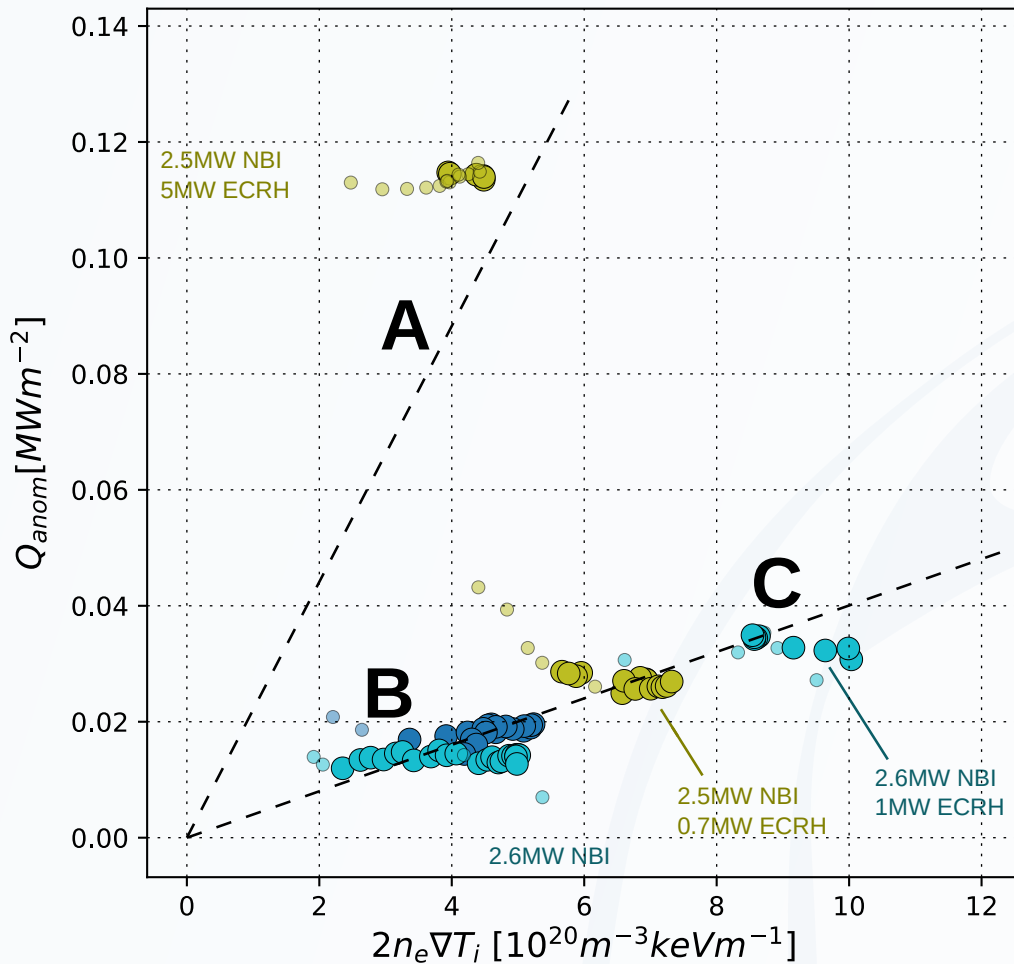 0.14
0.12
0.10
0.08
0.06
0.04
0.02
0.00
Q_{anom}[MWm^{-2}]
2.5MW NBI
5MW ECRH
A
B
C
2.5MW NBI
0.7MW ECRH
2.6MW NBI
1MW ECRH
2.6MW NBI
0 2 4 6 8 10 12
2n_e∇T_i [10^{20}m^{-3}keVm^{-1}]